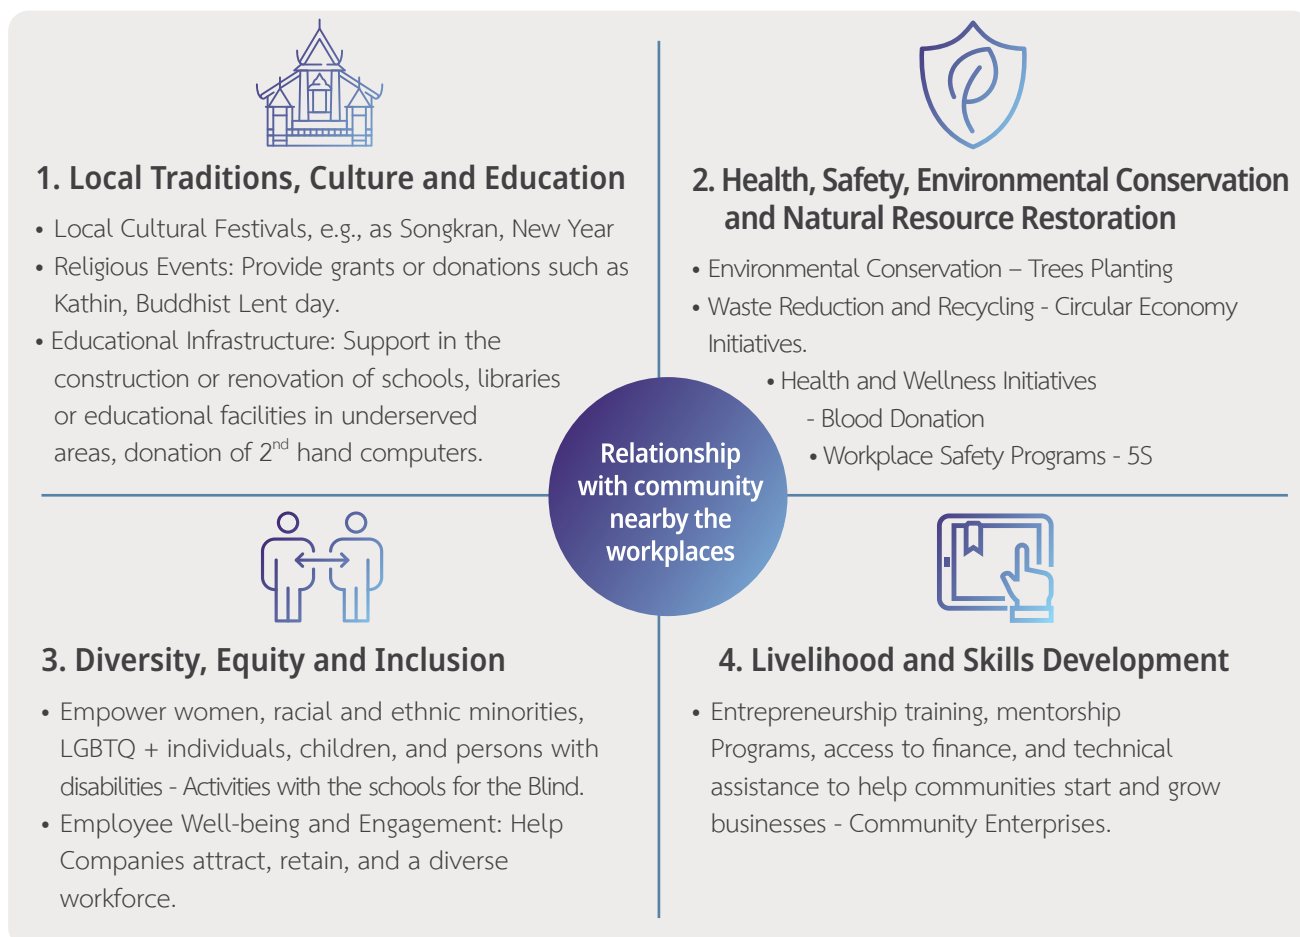 1. Local Traditions, Culture and Education
• Local Cultural Festivals, e.g., as Songkran, New Year
• Religious Events: Provide grants or donations such as
Kathin, Buddhist Lent day.
• Educational Infrastructure: Support in the
construction or renovation of schools, libraries
or educational facilities in underserved
areas, donation of 2nd hand computers.
2. Health, Safety, Environmental Conservation
and Natural Resource Restoration
• Environmental Conservation – Trees Planting
• Waste Reduction and Recycling - Circular Economy
Initiatives.
• Health and Wellness Initiatives
- Blood Donation
• Workplace Safety Programs - 5S
Relationship
with community
nearby the
workplaces
3. Diversity, Equity and Inclusion
• Empower women, racial and ethnic minorities,
LGBTQ + individuals, children, and persons with
disabilities - Activities with the schools for the Blind.
• Employee Well-being and Engagement: Help
Companies attract, retain, and a diverse
workforce.
4. Livelihood and Skills Development
• Entrepreneurship training, mentorship
Programs, access to finance, and technical
assistance to help communities start and grow
businesses - Community Enterprises.